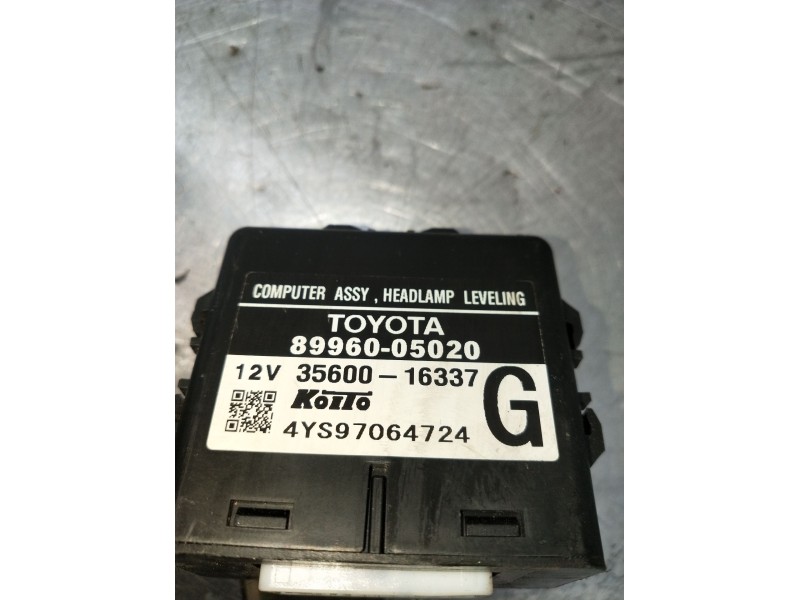 COMPUTER ASSY , HEADLAMP LEVELING
TOYOTA
89960-05020
12V 35600-16337 G
KOITO
4YS97064724